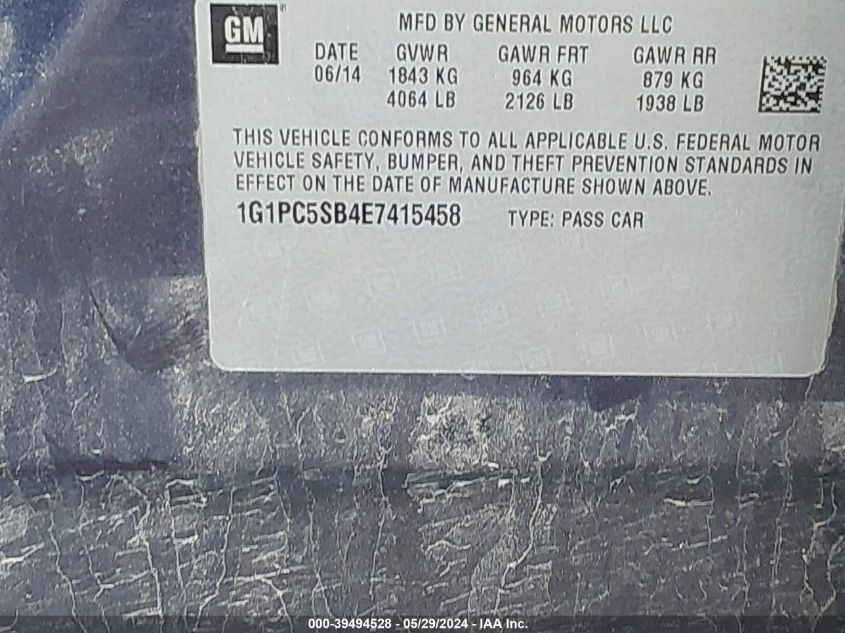 GM
MFD BY GENERAL MOTORS LLC
DATE GVWR GAWR FRT GAWR RR
06/14 1843 KG 964 KG 879 KG
4064 LB 2126 LB 1938 LB
THIS VEHICLE CONFORMS TO ALL APPLICABLE U.S. FEDERAL MOTOR
VEHICLE SAFETY, BUMPER, AND THEFT PREVENTION STANDARDS IN
EFFECT ON THE DATE OF MANUFACTURE SHOWN ABOVE.
1G1PC5SB4E7415458 TYPE: PASS CAR
000-39494528 - 05/29/2024 - IAA Inc.